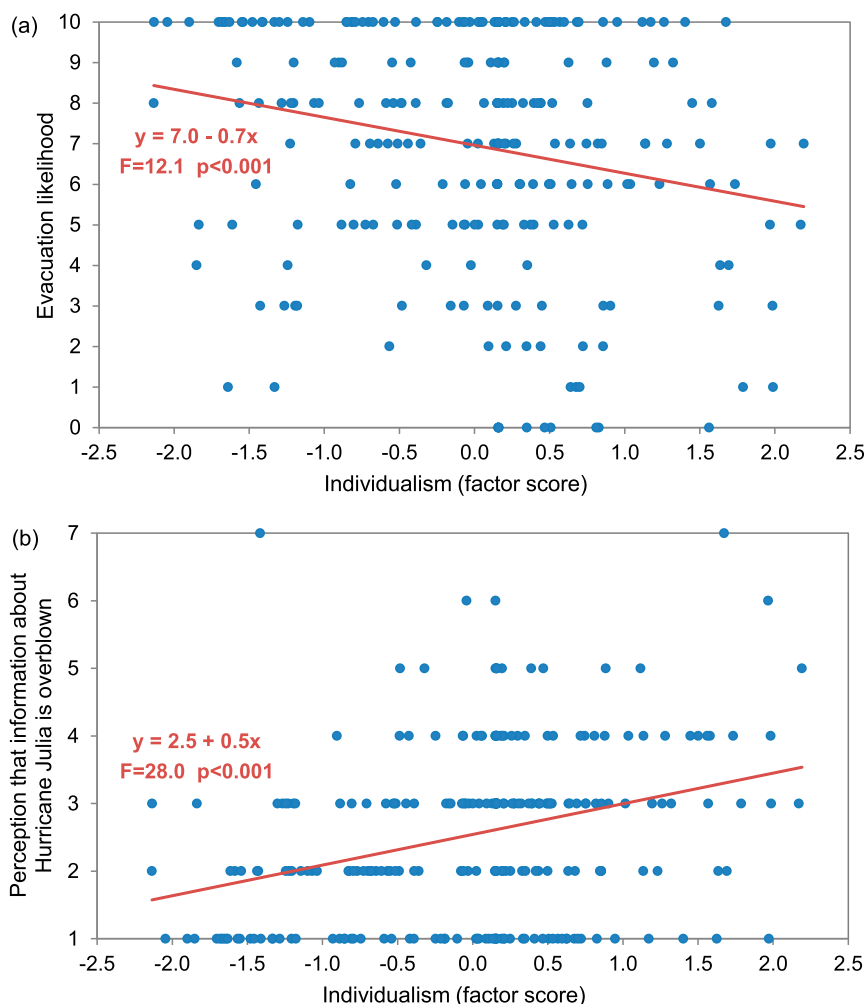 (a)
10
9
8
7
6
5
4
3
2
1
0
Evacuation likelihood
y = 7.0 - 0.7x
F=12.1 p<0.001
-2.5 -2.0 -1.5 -1.0 -0.5 0.0 0.5 1.0 1.5 2.0 2.5
Individualism (factor score)
(b)
7
6
5
4
3
2
1
Perception that information about
Hurricane Julia is overblown
y = 2.5 + 0.5x
F=28.0 p<0.001
-2.5 -2.0 -1.5 -1.0 -0.5 0.0 0.5 1.0 1.5 2.0 2.5
Individualism (factor score)